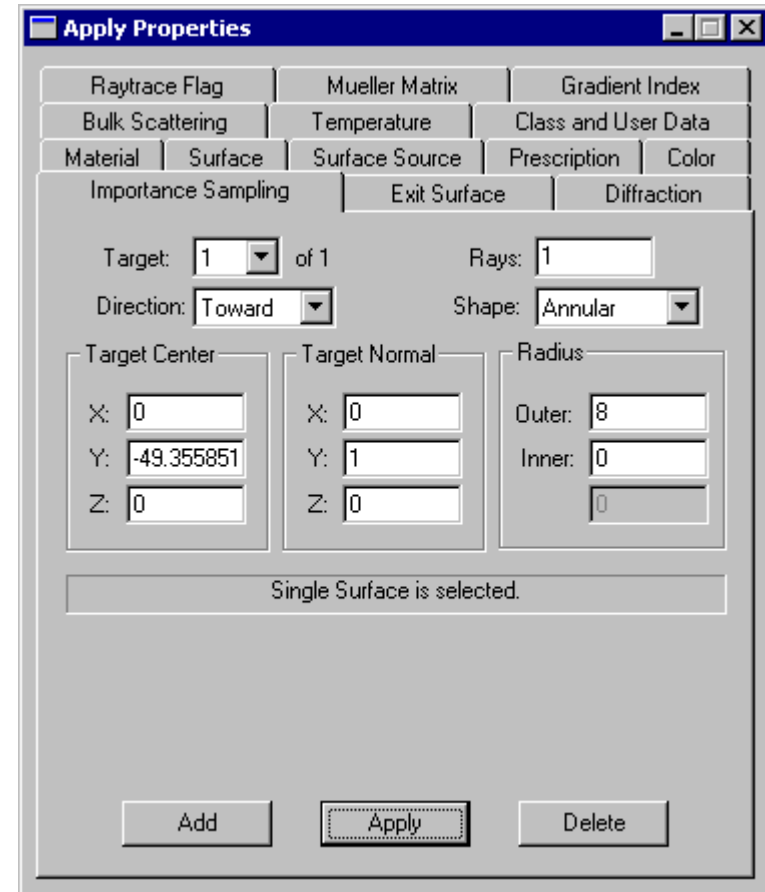 Apply Properties
Raytrace Flag Mueller Matrix Gradient Index
Bulk Scattering Temperature Class and User Data
Material Surface Surface Source Prescription Color
Importance Sampling Exit Surface Diffraction
Target: 1 of 1 Rays: 1
Direction: Toward Shape: Annular
Target Center Target Normal Radius
X: 0 X: 0 Outer: 8
Y: -49.355851 Y: 1 Inner: 0
Z: 0 Z: 0 0
Single Surface is selected.
Add Apply Delete